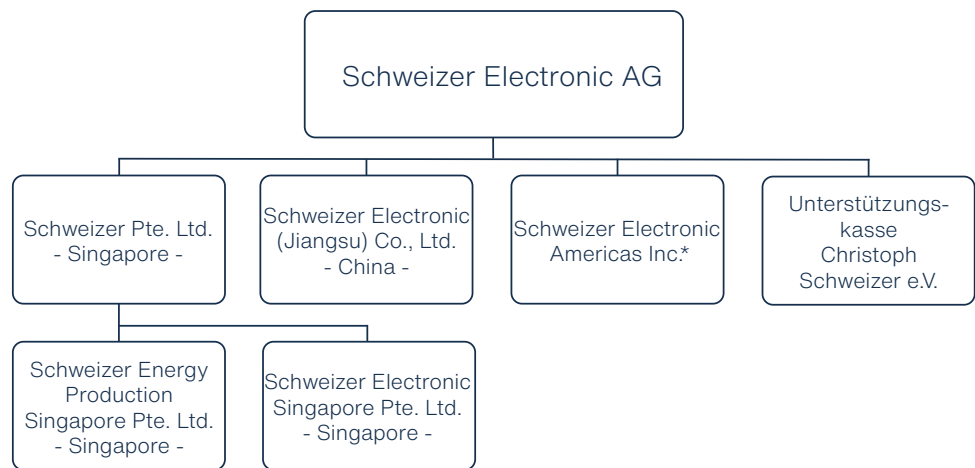 Schweizer Electronic AG
Schweizer Pte. Ltd.
- Singapore -
Schweizer Electronic
(Jiangsu) Co., Ltd.
- China -
Schweizer Electronic
Americas Inc.*
Unterstützungs-
kasse
Christoph
Schweizer e.V.
Schweizer Energy
Production
Singapore Pte. Ltd.
- Singapore -
Schweizer Electronic
Singapore Pte. Ltd.
- Singapore -